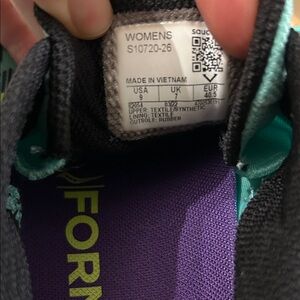 WOMENS
S10720-26
sauc
MADE IN VIETNAM
USA UK EUR
9 7 40.5
UPPER: TEXTILE/SYNTHETIC
LINING: TEXTILE
OUTSOLE: RUBBER
FORM